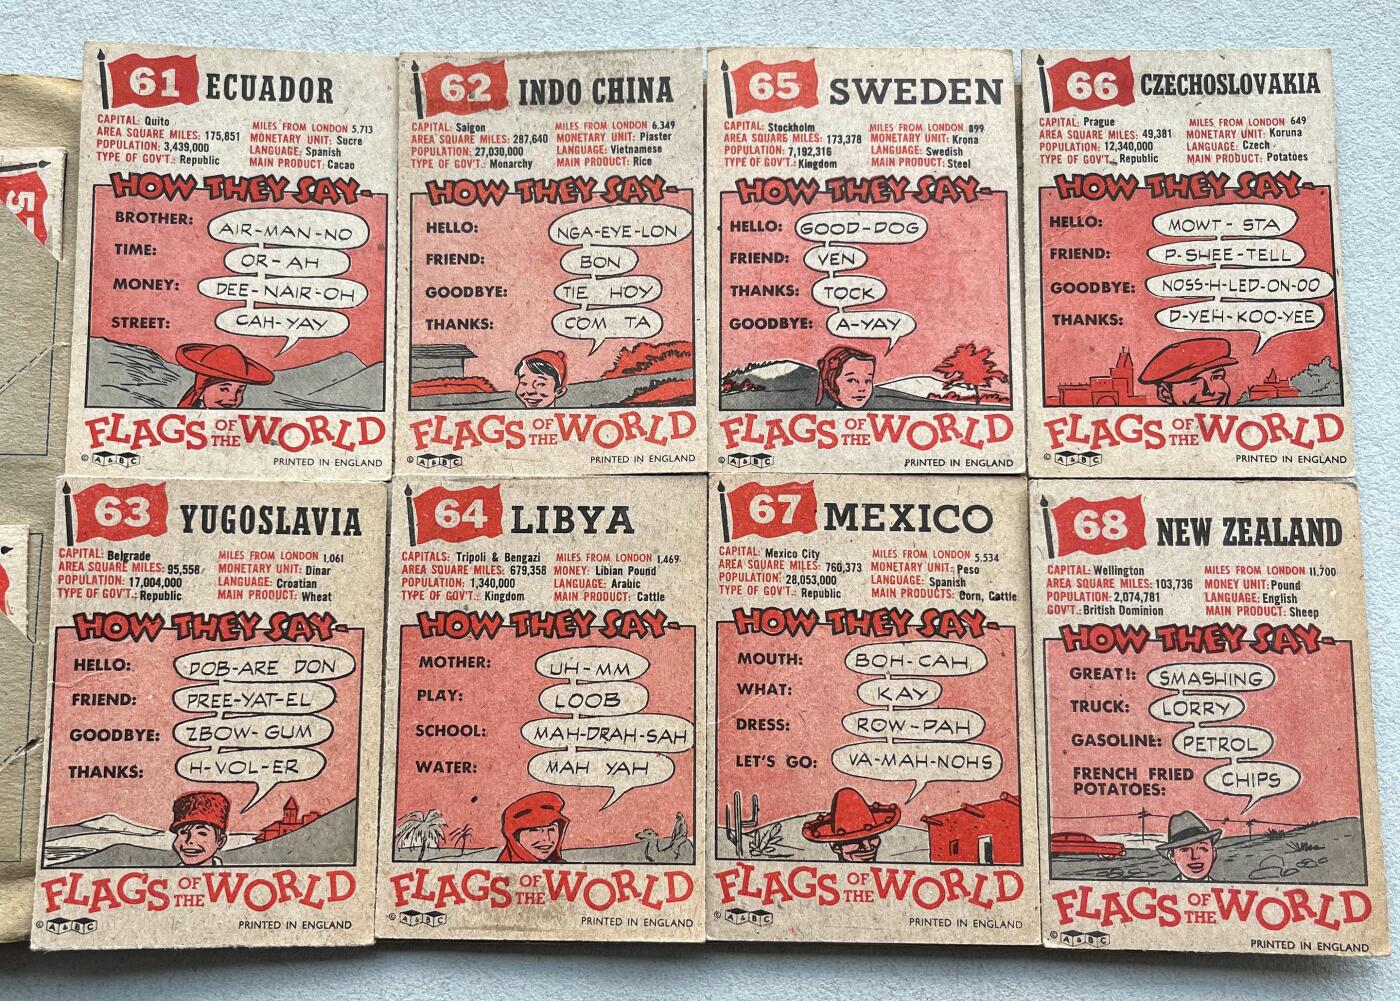 61 ECUADOR
CAPITAL: Quito
AREA SQUARE MILES: 175,851
POPULATION: 3,439,000
TYPE OF GOV'T.: Republic
MILES FROM LONDON 5,713
MONETARY UNIT: Sucre
LANGUAGE: Spanish
MAIN PRODUCT: Cacao
HOW THEY SAY-
BROTHER: AIR-MAN-NO
TIME: OR-AH
MONEY: DEE-NAIR-OH
STREET: CAH-YAY
FLAGS OF THE WORLD
© A & B C
PRINTED IN ENGLAND
62 INDO CHINA
CAPITAL: Saigon
AREA SQUARE MILES: 287,640
POPULATION: 27,030,000
TYPE OF GOV'T.: Monarchy
MILES FROM LONDON 6,349
MONETARY UNIT: Piaster
LANGUAGE: Vietnamese
MAIN PRODUCT: Rice
HOW THEY SAY-
HELLO: NGA-EYE-LON
FRIEND: BON
GOODBYE: TIE HOY
THANKS: COM TA
FLAGS OF THE WORLD
© A & B C
PRINTED IN ENGLAND
65 SWEDEN
CAPITAL: Stockholm
AREA SQUARE MILES: 173,378
POPULATION: 7,192,316
TYPE OF GOV'T.: Kingdom
MILES FROM LONDON 899
MONETARY UNIT: Krona
LANGUAGE: Swedish
MAIN PRODUCT: Steel
HOW THEY SAY-
HELLO: GOOD-DOG
FRIEND: VEN
THANKS: TOCK
GOODBYE: A-YAY
FLAGS OF THE WORLD
© A & B C
PRINTED IN ENGLAND
66 CZECHOSLOVAKIA
CAPITAL: Prague
AREA SQUARE MILES: 49,381
POPULATION: 12,340,000
TYPE OF GOV'T.: Republic
MILES FROM LONDON 649
MONETARY UNIT: Koruna
LANGUAGE: Czech
MAIN PRODUCT: Potatoes
HOW THEY SAY-
HELLO: MOWT-STA
FRIEND: P-SHEE-TELL
GOODBYE: NOSS-H-LED-ON-OO
THANKS: D-YEH-KOO-YEE
FLAGS OF THE WORLD
© A & B C
PRINTED IN ENGLAND
63 YUGOSLAVIA
CAPITAL: Belgrade
AREA SQUARE MILES: 95,558
POPULATION: 17,004,000
TYPE OF GOV'T.: Republic
MILES FROM LONDON 1,061
MONETARY UNIT: Dinar
LANGUAGE: Croatian
MAIN PRODUCT: Wheat
HOW THEY SAY-
HELLO: DOB-ARE DON
FRIEND: PREE-YAT-EL
GOODBYE: ZBOW-GUM
THANKS: H-VOL-ER
FLAGS OF THE WORLD
© A & B C
PRINTED IN ENGLAND
64 LIBYA
CAPITALS: Tripoli & Bengazi
AREA SQUARE MILES: 679,358
POPULATION: 1,340,000
TYPE OF GOV'T.: Kingdom
MILES FROM LONDON 1,469
MONEY: Libian Pound
LANGUAGE: Arabic
MAIN PRODUCT: Cattle
HOW THEY SAY-
MOTHER: UH-MM
PLAY: LOOB
SCHOOL: MAH-DRAH-SAH
WATER: MAH YAH
FLAGS OF THE WORLD
© A & B C
PRINTED IN ENGLAND
67 MEXICO
CAPITAL: Mexico City
AREA SQUARE MILES: 760,373
POPULATION: 28,053,000
TYPE OF GOV'T.: Republic
MILES FROM LONDON 5,534
MONETARY UNIT: Peso
LANGUAGE: Spanish
MAIN PRODUCTS: Corn, Cattle
HOW THEY SAY-
MOUTH: BOH-CAH
WHAT: KAY
DRESS: ROW-PAH
LET'S GO: VA-MAH-NOHS
FLAGS OF THE WORLD
© A & B C
PRINTED IN ENGLAND
68 NEW ZEALAND
CAPITAL: Wellington
AREA SQUARE MILES: 103,736
POPULATION: 2,074,781
GOV'T.: British Dominion
MILES FROM LONDON 11,700
MONEY UNIT: Pound
LANGUAGE: English
MAIN PRODUCT: Sheep
HOW THEY SAY-
GREAT!: SMASHING
TRUCK: LORRY
GASOLINE: PETROL
FRENCH FRIED
POTATOES: CHIPS
FLAGS OF THE WORLD
© A & B C
PRINTED IN ENGLAND